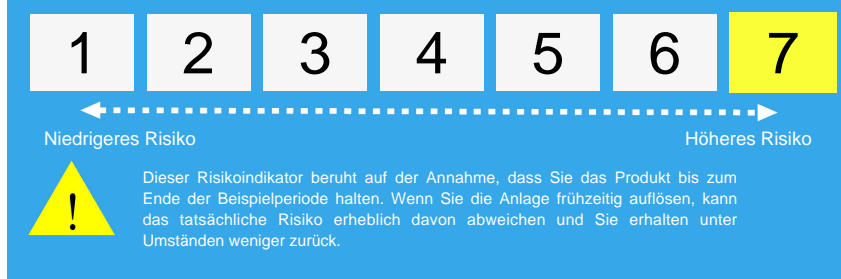 1 2 3 4 5 6 7
Niedrigeres Risiko Höheres Risiko
! Dieser Risikoindikator beruht auf der Annahme, dass Sie das Produkt bis zum
Ende der Beispielperiode halten. Wenn Sie die Anlage frühzeitig auflösen, kann
das tatsächliche Risiko erheblich davon abweichen und Sie erhalten unter
Umständen weniger zurück.